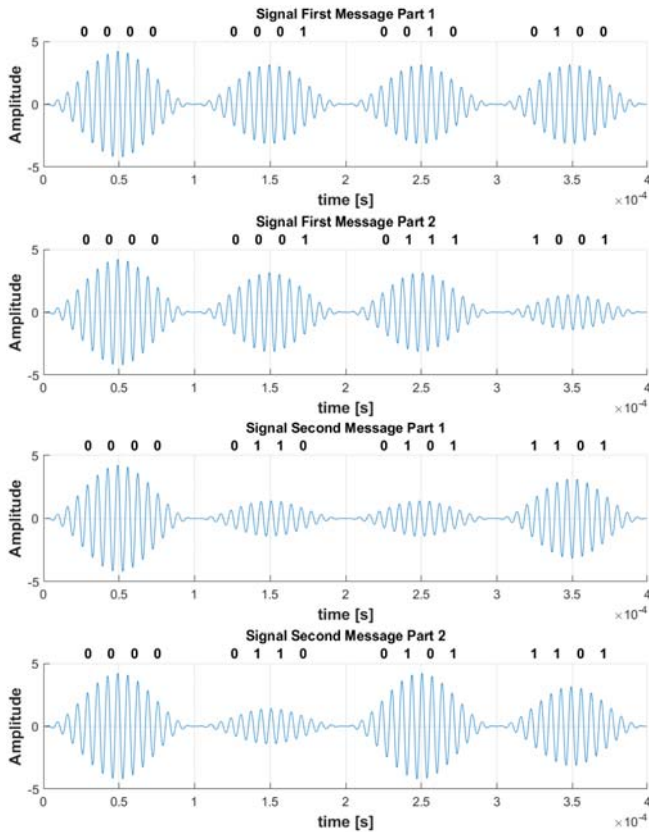 Signal First Message Part 1
0 0 0 0 0 0 0 1 0 0 1 0 0 1 0 0
5
0
-5
Amplitude
0 0.5 1 1.5 2 2.5 3 3.5 4
time [s]
×10⁻⁴
Signal First Message Part 2
0 0 0 0 0 0 0 1 0 1 1 1 1 0 0 1
5
0
-5
Amplitude
0 0.5 1 1.5 2 2.5 3 3.5 4
time [s]
×10⁻⁴
Signal Second Message Part 1
0 0 0 0 0 1 1 0 0 1 0 1 1 1 0 1
5
0
-5
Amplitude
0 0.5 1 1.5 2 2.5 3 3.5 4
time [s]
×10⁻⁴
Signal Second Message Part 2
0 0 0 0 0 1 1 0 0 1 0 1 1 1 0 1
5
0
-5
Amplitude
0 0.5 1 1.5 2 2.5 3 3.5 4
time [s]
×10⁻⁴